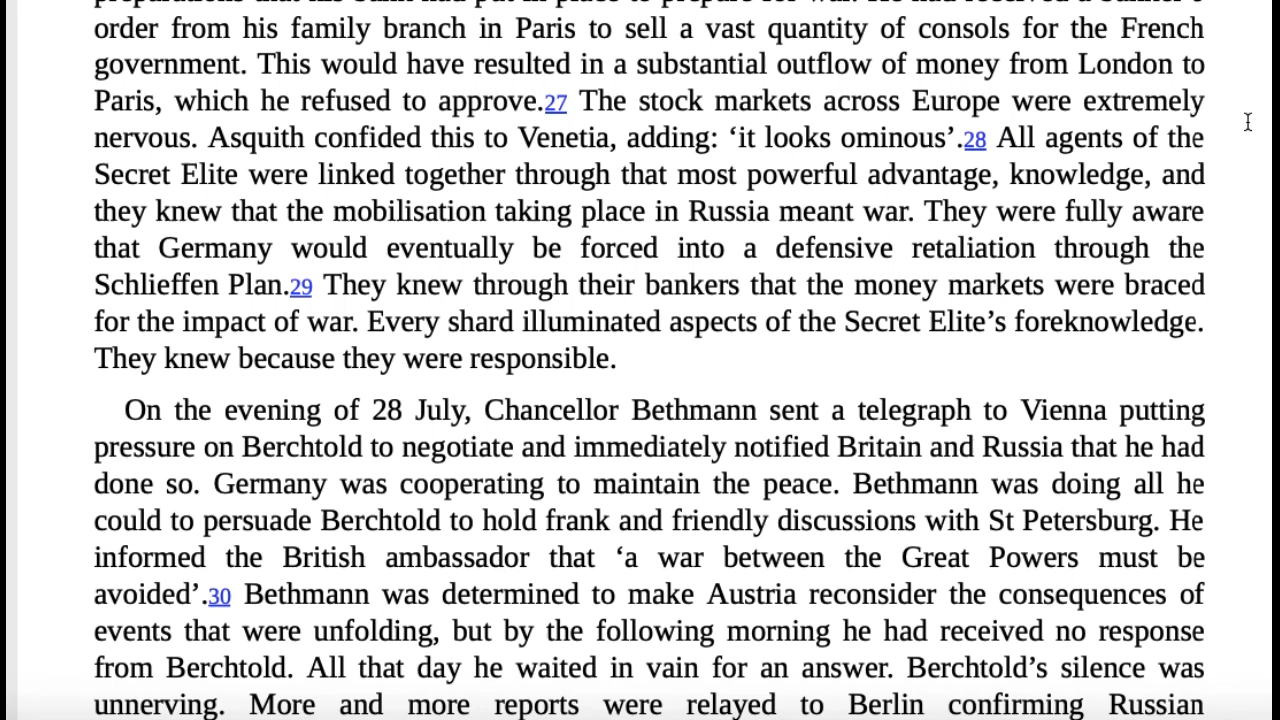 order from his family branch in Paris to sell a vast quantity of consols for the French
government. This would have resulted in a substantial outflow of money from London to
Paris, which he refused to approve.27 The stock markets across Europe were extremely
nervous. Asquith confided this to Venetia, adding: ‘it looks ominous’.28 All agents of the
Secret Elite were linked together through that most powerful advantage, knowledge, and
they knew that the mobilisation taking place in Russia meant war. They were fully aware
that Germany would eventually be forced into a defensive retaliation through the
Schlieffen Plan.29 They knew through their bankers that the money markets were braced
for the impact of war. Every shard illuminated aspects of the Secret Elite’s foreknowledge.
They knew because they were responsible.
On the evening of 28 July, Chancellor Bethmann sent a telegraph to Vienna putting
pressure on Berchtold to negotiate and immediately notified Britain and Russia that he had
done so. Germany was cooperating to maintain the peace. Bethmann was doing all he
could to persuade Berchtold to hold frank and friendly discussions with St Petersburg. He
informed the British ambassador that ‘a war between the Great Powers must be
avoided’.30 Bethmann was determined to make Austria reconsider the consequences of
events that were unfolding, but by the following morning he had received no response
from Berchtold. All that day he waited in vain for an answer. Berchtold’s silence was
unnerving. More and more reports were relayed to Berlin confirming Russian